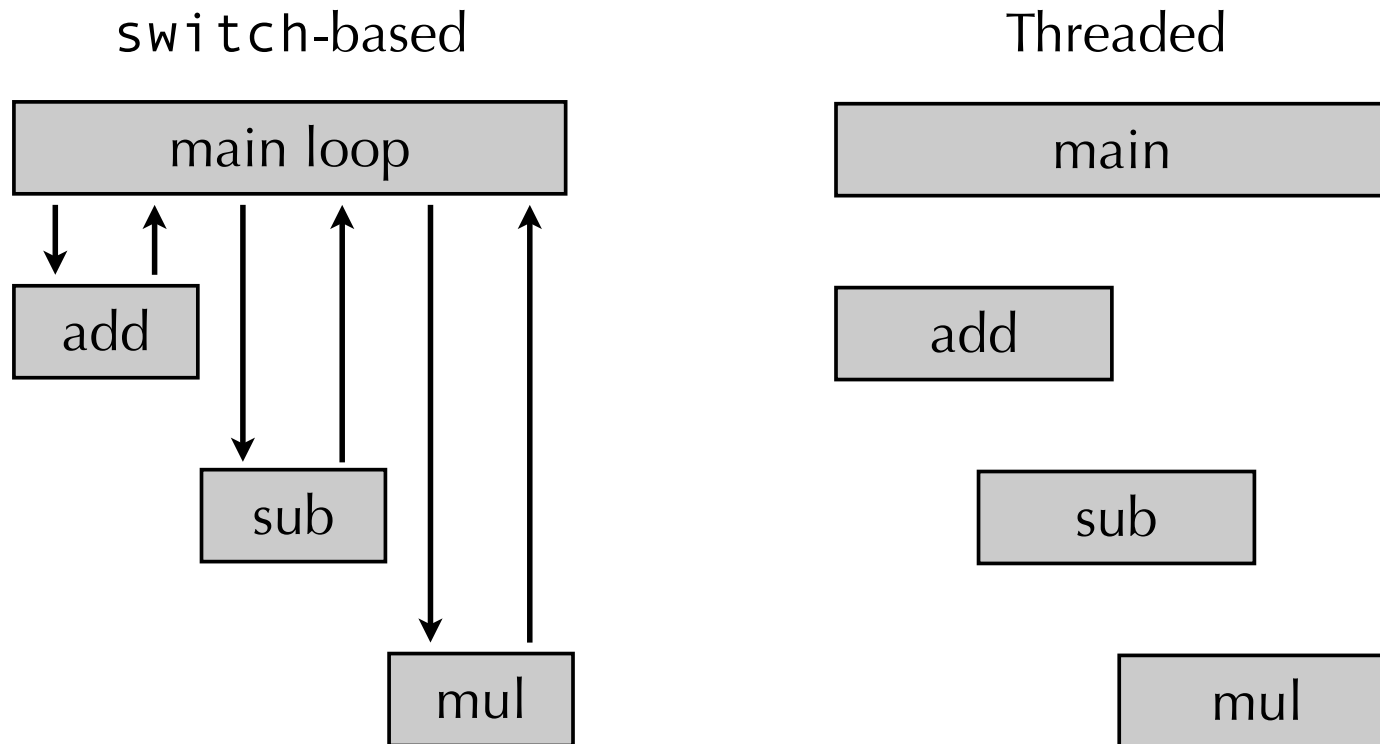 switch-based
main loop
add
sub
mul
Threaded
main
add
sub
mul